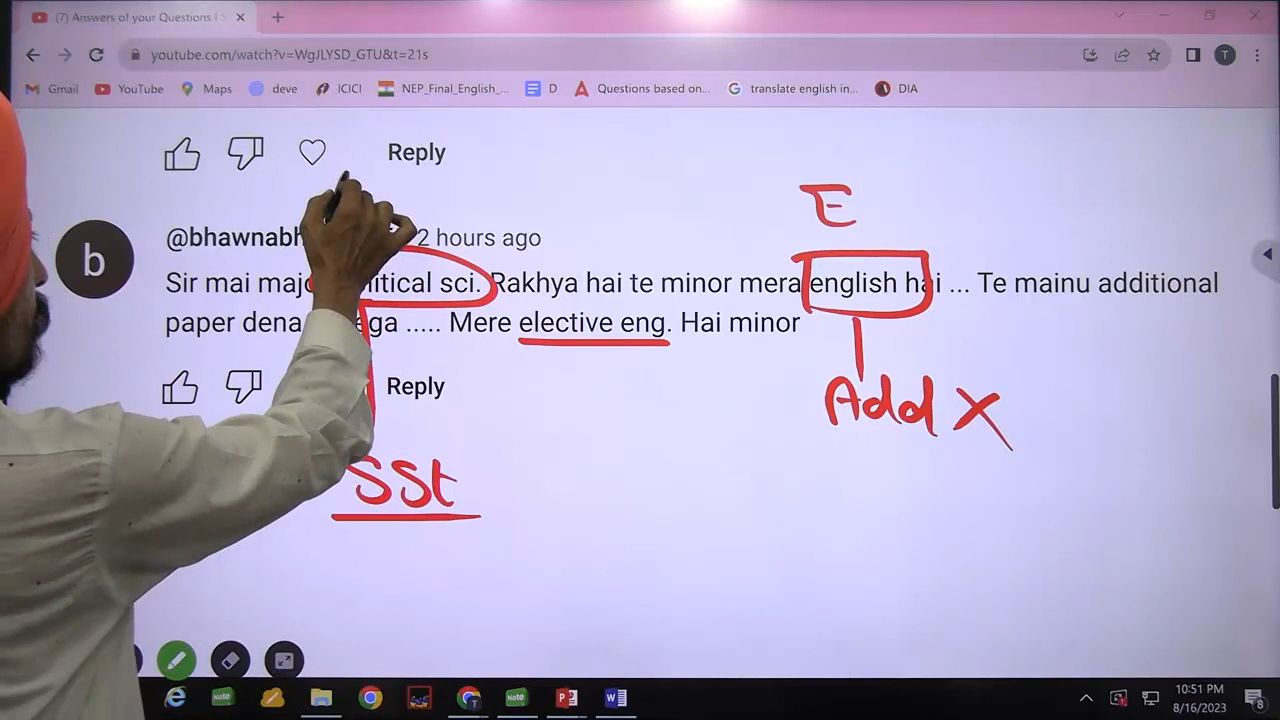 (7) Answers of your Questions I S
youtube.com/watch?v=WgJLYSD_GTU&t=21s
T
Gmail YouTube Maps deve ICICI NEP_Final_English_... D Questions based on... translate english in... DIA
Reply
E
b
@bhawnabh 2 hours ago
Sir mai litical sci. Rakhya hai te minor mera english hai ... Te mainu additional
paper dena ..... Mere elective eng. Hai minor
Reply
Add X
SSt
10:51 PM
8/16/2023
8